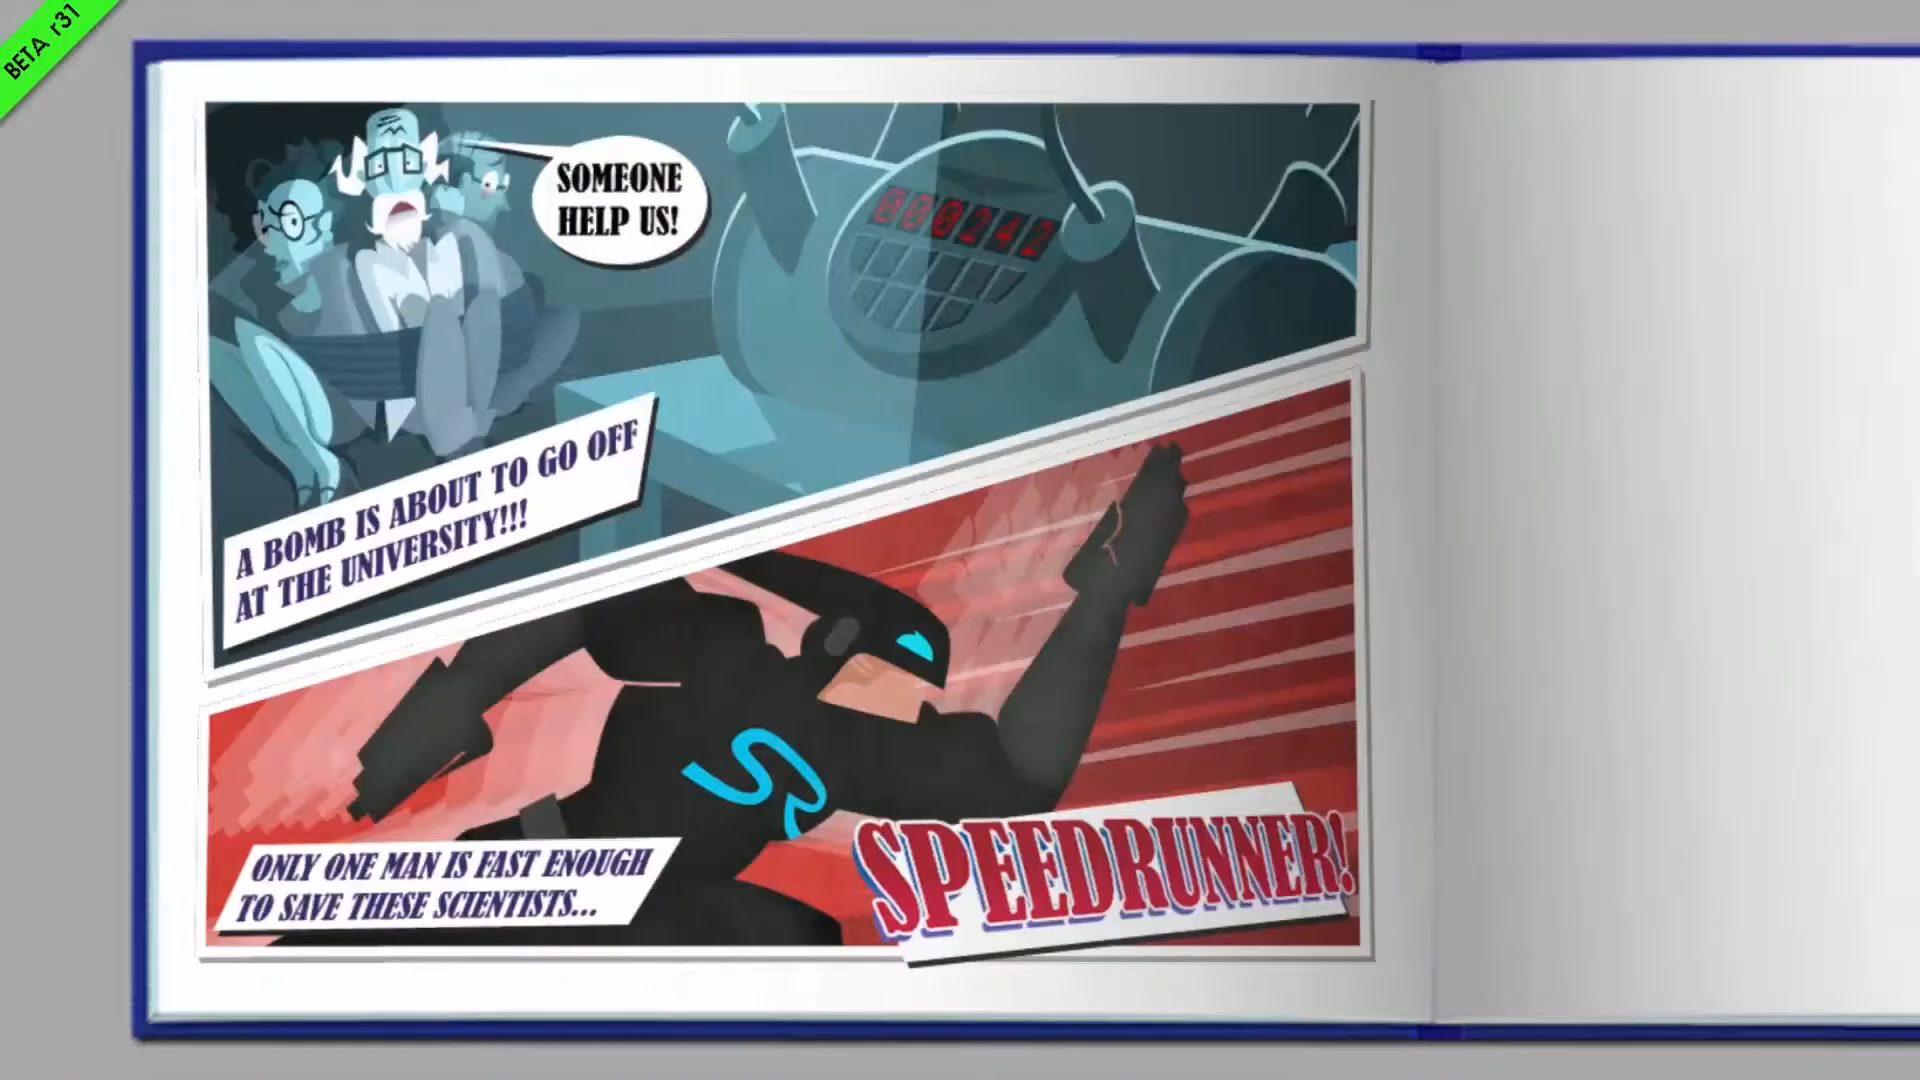 BETA r31
SOMEONE
HELP US!
000242
A BOMB IS ABOUT TO GO OFF
AT THE UNIVERSITY!!!
SR
ONLY ONE MAN IS FAST ENOUGH
TO SAVE THESE SCIENTISTS...
SPEEDRUNNER!